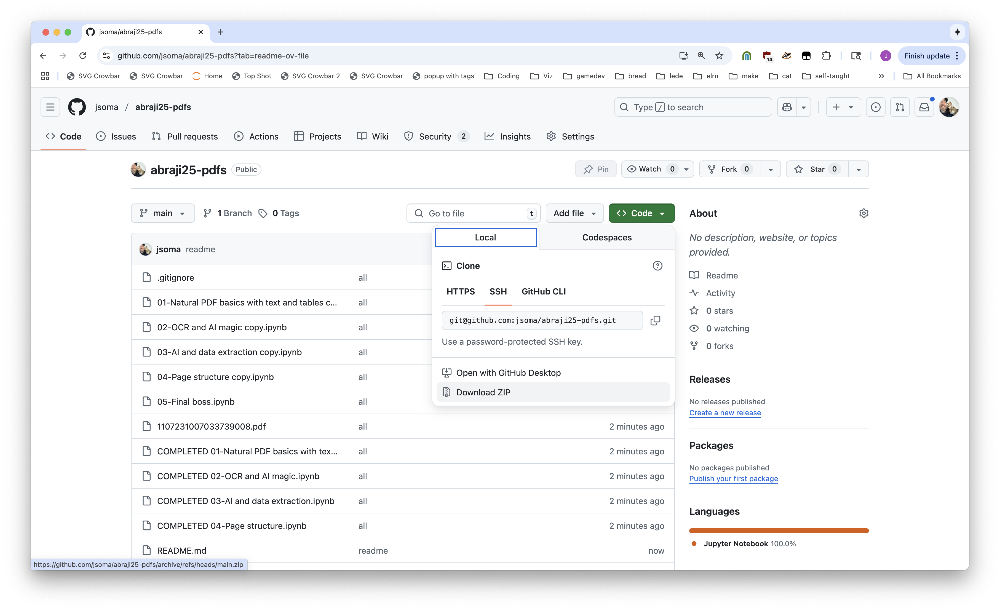 jsoma/abraji25-pdfs
github.com/jsoma/abraji25-pdfs?tab=readme-ov-file
14
J
Finish update
SVG Crowbar
SVG Crowbar
Home
Top Shot
SVG Crowbar 2
SVG Crowbar
popup with tags
Coding
Viz
gamedev
bread
lede
elrn
make
cat
self-taught
All Bookmarks
jsoma / abraji25-pdfs
Type / to search
Code
Issues
Pull requests
Actions
Projects
Wiki
Security 2
Insights
Settings
abraji25-pdfs Public
Pin
Watch 0
Fork 0
Star 0
main
1 Branch
0 Tags
Go to file t
Add file
Code
Local
Codespaces
Clone
HTTPS
SSH
GitHub CLI
git@github.com:jsoma/abraji25-pdfs.git
Use a password-protected SSH key.
Open with GitHub Desktop
Download ZIP
jsoma readme
.gitignore all
01-Natural PDF basics with text and tables c... all
02-OCR and AI magic copy.ipynb all
03-AI and data extraction copy.ipynb all
04-Page structure copy.ipynb all
05-Final boss.ipynb all
1107231007033739008.pdf all 2 minutes ago
COMPLETED 01-Natural PDF basics with tex... all 2 minutes ago
COMPLETED 02-OCR and AI magic.ipynb all 2 minutes ago
COMPLETED 03-AI and data extraction.ipynb all 2 minutes ago
COMPLETED 04-Page structure.ipynb all 2 minutes ago
README.md readme now
About
No description, website, or topics
provided.
Readme
Activity
0 stars
0 watching
0 forks
Releases
No releases published
Create a new release
Packages
No packages published
Publish your first package
Languages
Jupyter Notebook 100.0%
https://github.com/jsoma/abraji25-pdfs/archive/refs/heads/main.zip